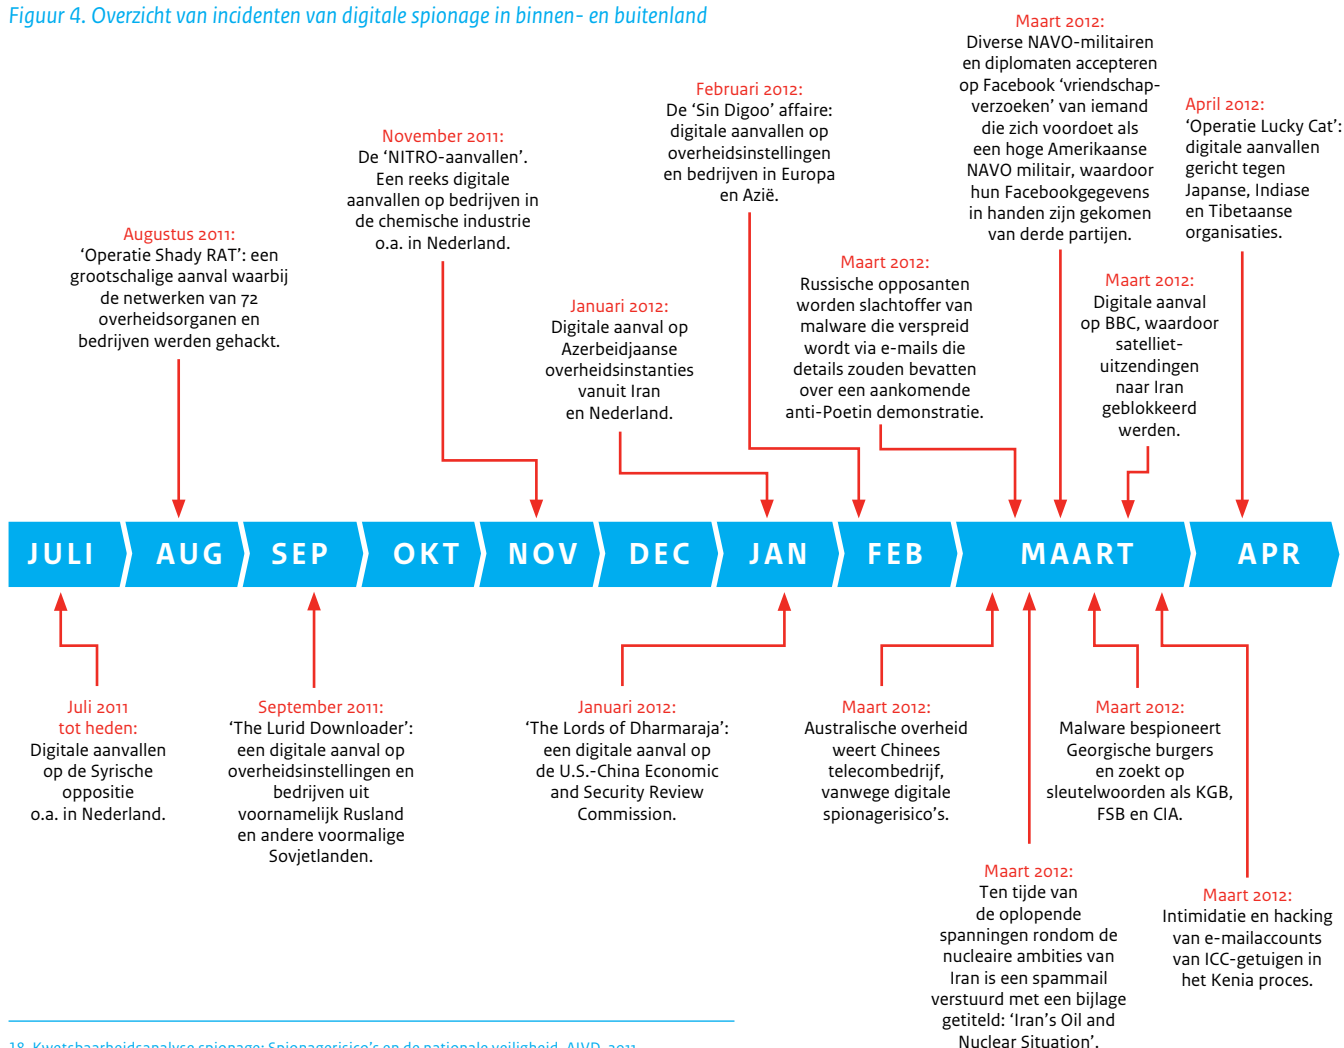 Figuur 4. Overzicht van incidenten van digitale spionage in binnen- en buitenland
Augustus 2011:
‘Operatie Shady RAT’: een
grootschalige aanval waarbij
de netwerken van 72
overheidsorganen en
bedrijven werden gehackt.
November 2011:
De ‘NITRO-aanvallen’.
Een reeks digitale
aanvallen op bedrijven in
de chemische industrie
o.a. in Nederland.
Januari 2012:
Digitale aanval op
Azerbeidjaanse
overheidsinstanties
vanuit Iran
en Nederland.
Februari 2012:
De ‘Sin Digoo’ affaire:
digitale aanvallen op
overheidsinstellingen
en bedrijven in Europa
en Azië.
Maart 2012:
Russische opposanten
worden slachtoffer van
malware die verspreid
wordt via e-mails die
details zouden bevatten
over een aankomende
anti-Poetin demonstratie.
Maart 2012:
Diverse NAVO-militairen
en diplomaten accepteren
op Facebook ‘vriendschap-
verzoeken’ van iemand
die zich voordoet als
een hoge Amerikaanse
NAVO militair, waardoor
hun Facebookgegevens
in handen zijn gekomen
van derde partijen.
Maart 2012:
Digitale aanval
op BBC, waardoor
satelliet-
uitzendingen
naar Iran
geblokkeerd
werden.
April 2012:
‘Operatie Lucky Cat’:
digitale aanvallen
gericht tegen
Japanse, Indiase
en Tibetaanse
organisaties.
JULI AUG SEP OKT NOV DEC JAN FEB MAART APR
Juli 2011
tot heden:
Digitale aanvallen
op de Syrische
oppositie
o.a. in Nederland.
September 2011:
‘The Lurid Downloader’:
een digitale aanval op
overheidsinstellingen en
bedrijven uit
voornamelijk Rusland
en andere voormalige
Sovjetlanden.
Januari 2012:
‘The Lords of Dharmaraja’:
een digitale aanval op
de U.S.-China Economic
and Security Review
Commission.
Maart 2012:
Australische overheid
weert Chinees
telecombedrijf,
vanwege digitale
spionagerisico’s.
Maart 2012:
Ten tijde van
de oplopende
spanningen rondom de
nucleaire ambities van
Iran is een spammail
verstuurd met een bijlage
getiteld: ‘Iran’s Oil and
Nuclear Situation’.
Maart 2012:
Malware bespioneert
Georgische burgers
en zoekt op
sleutelwoorden als KGB,
FSB en CIA.
Maart 2012:
Intimidatie en hacking
van e-mailaccounts
van ICC-getuigen in
het Kenia proces.
18 Kwetsbaarheidsanalyse spionage: Spionagerisico’s en de nationale veiligheid, AIVD, 2011